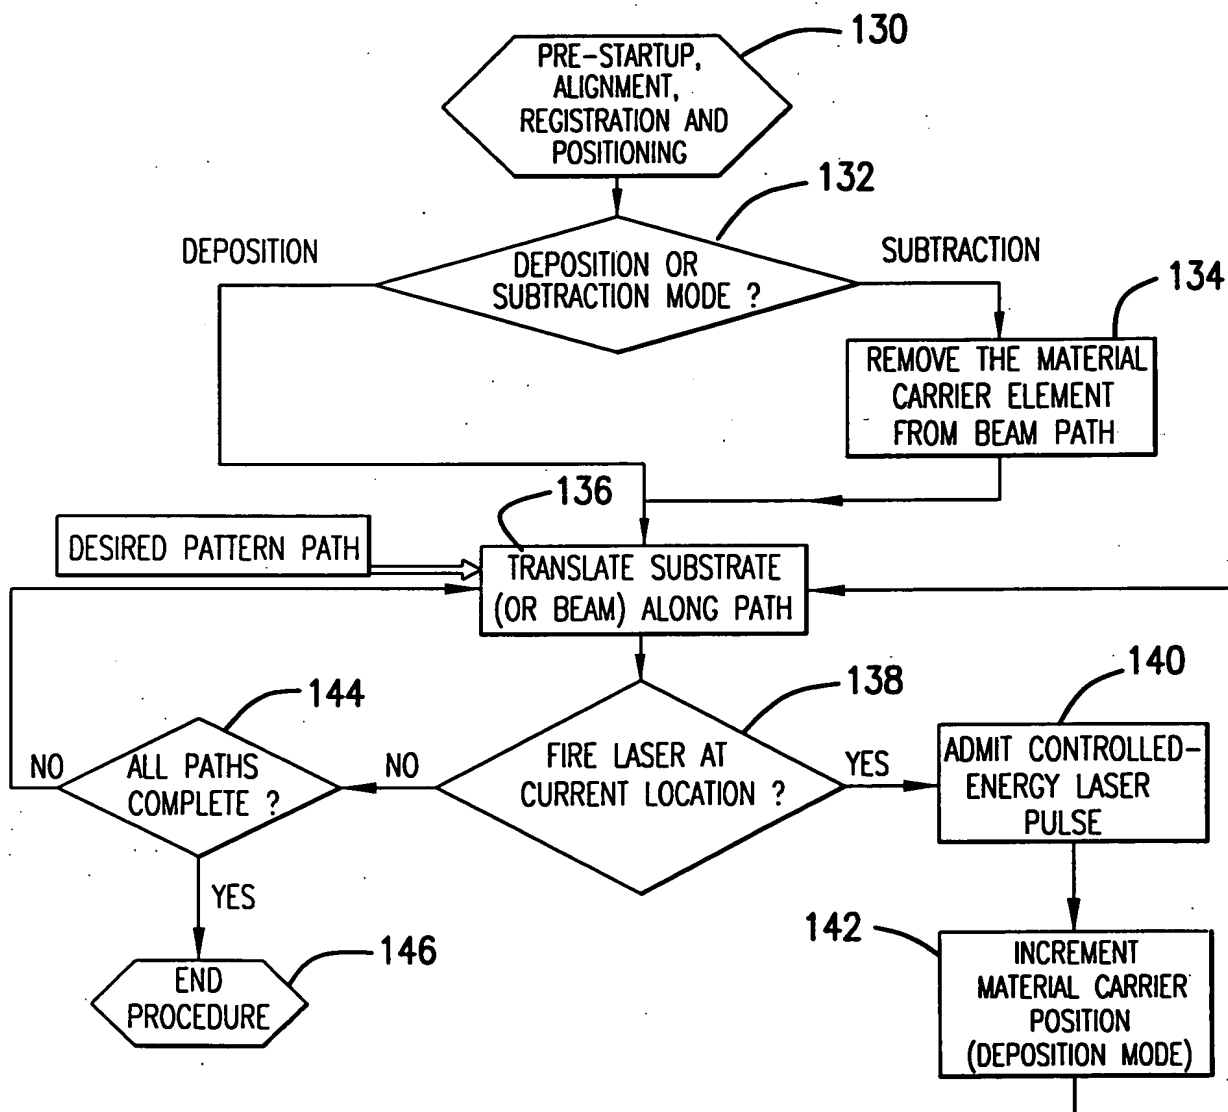 130
PRE-STARTUP,
ALIGNMENT,
REGISTRATION AND
POSITIONING
132
DEPOSITION
DEPOSITION OR
SUBTRACTION MODE ?
SUBTRACTION
134
REMOVE THE MATERIAL
CARRIER ELEMENT
FROM BEAM PATH
136
DESIRED PATTERN PATH
TRANSLATE SUBSTRATE
(OR BEAM) ALONG PATH
138
FIRE LASER AT
CURRENT LOCATION ?
YES
140
ADMIT CONTROLLED-
ENERGY LASER
PULSE
142
INCREMENT
MATERIAL CARRIER
POSITION
(DEPOSITION MODE)
NO
144
ALL PATHS
COMPLETE ?
NO
YES
146
END
PROCEDURE